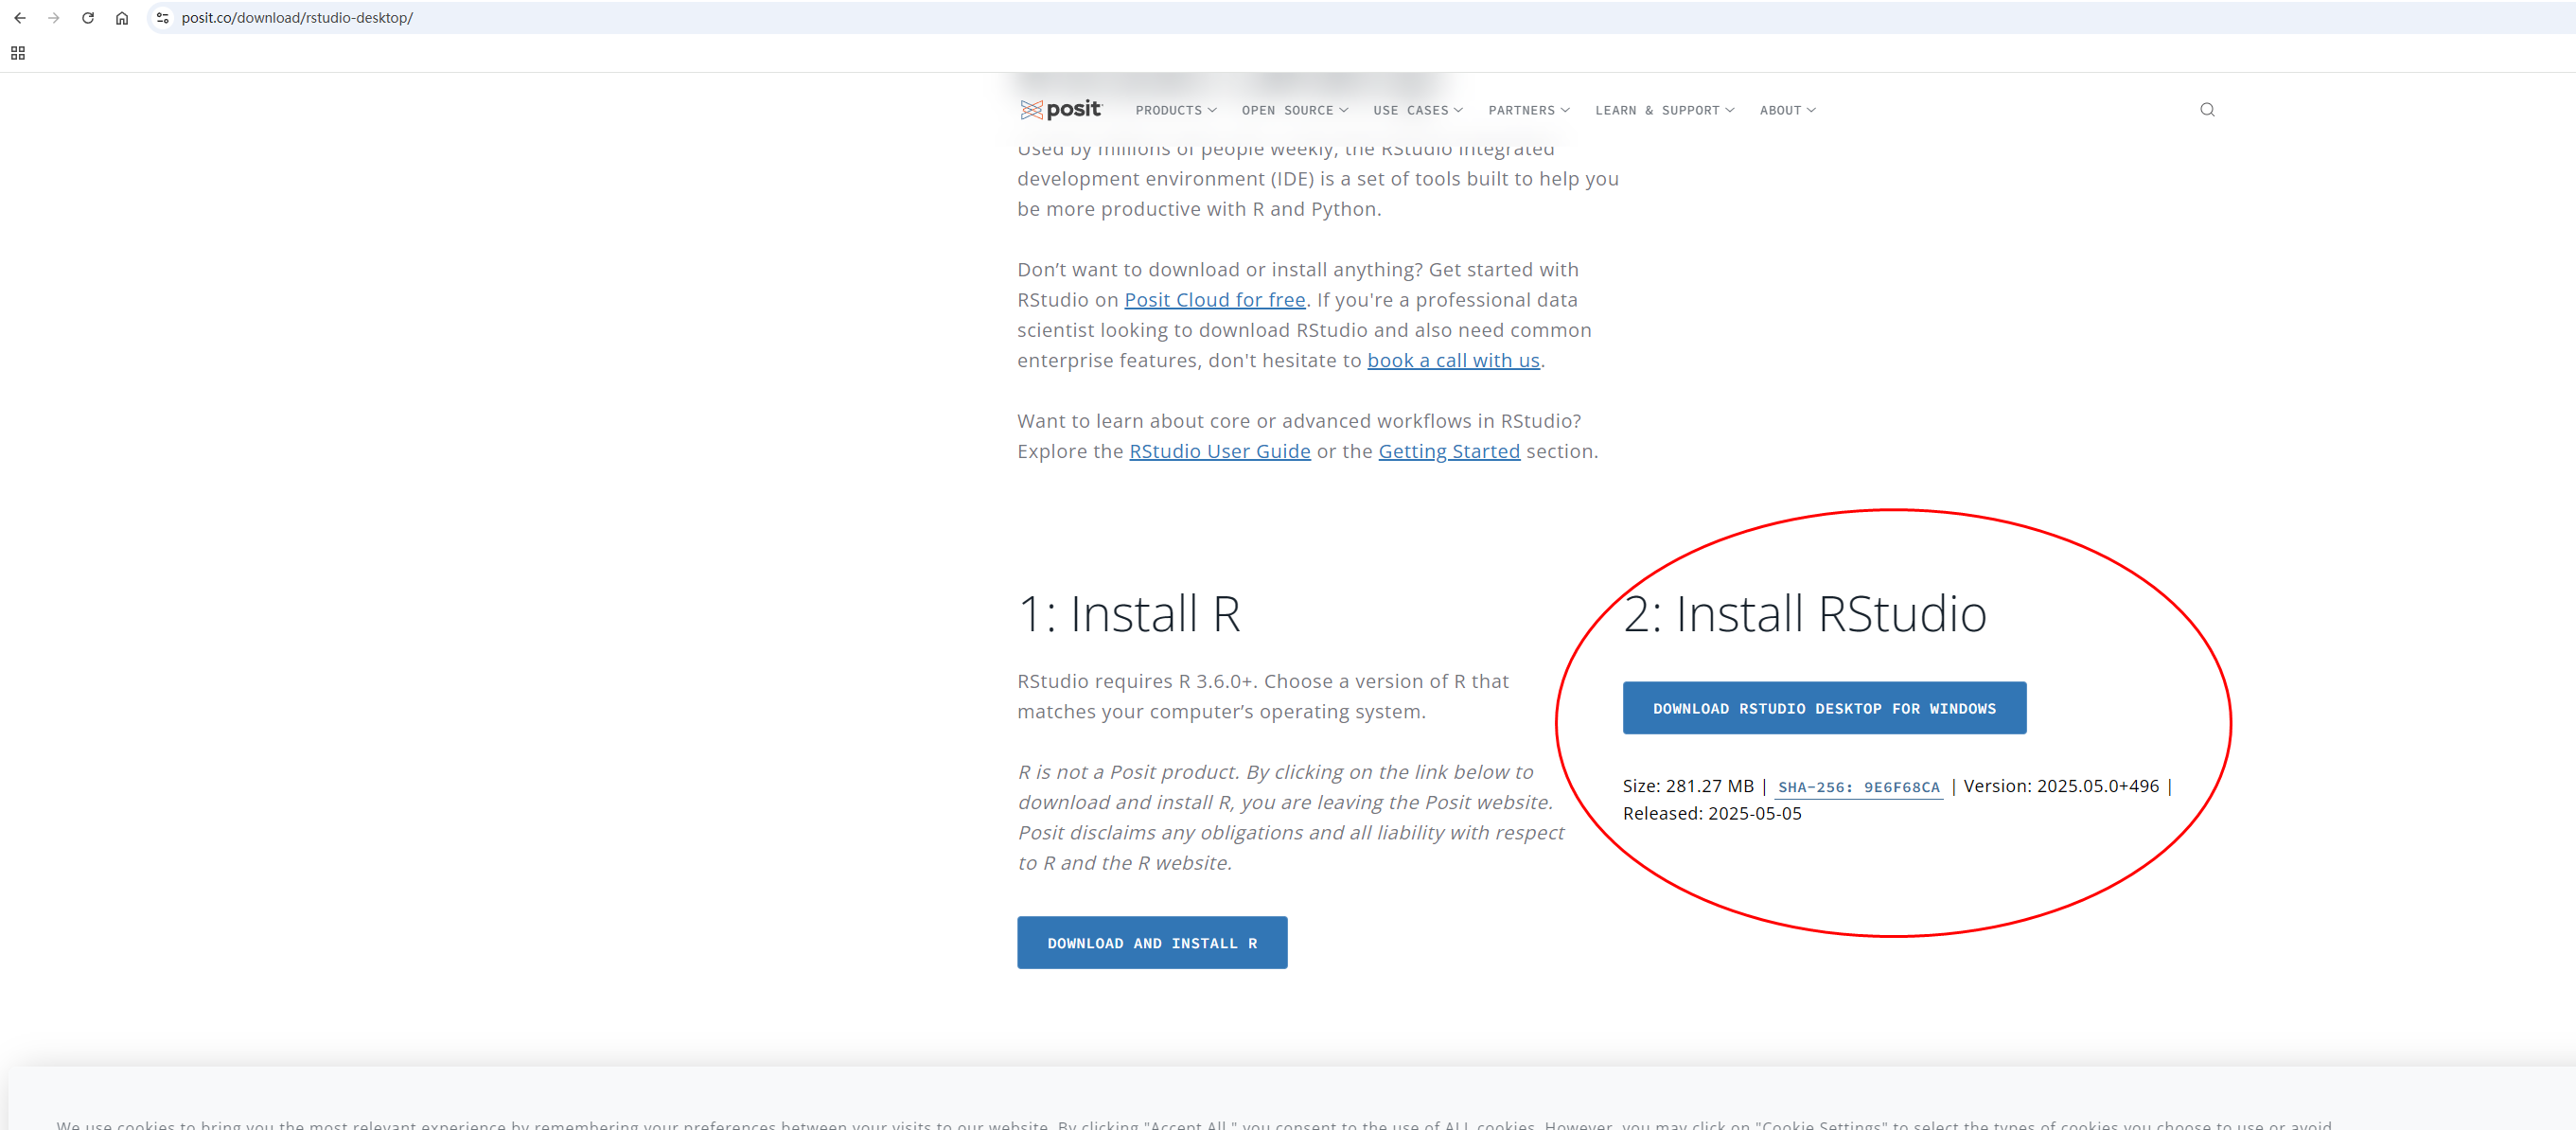 posit.co/download/rstudio-desktop/
posit
PRODUCTS
OPEN SOURCE
USE CASES
PARTNERS
LEARN & SUPPORT
ABOUT
Used by millions of people weekly, the RStudio integrated
development environment (IDE) is a set of tools built to help you
be more productive with R and Python.
Don’t want to download or install anything? Get started with
RStudio on Posit Cloud for free. If you're a professional data
scientist looking to download RStudio and also need common
enterprise features, don't hesitate to book a call with us.
Want to learn about core or advanced workflows in RStudio?
Explore the RStudio User Guide or the Getting Started section.
1: Install R
RStudio requires R 3.6.0+. Choose a version of R that
matches your computer’s operating system.
R is not a Posit product. By clicking on the link below to
download and install R, you are leaving the Posit website.
Posit disclaims any obligations and all liability with respect
to R and the R website.
DOWNLOAD AND INSTALL R
2: Install RStudio
DOWNLOAD RSTUDIO DESKTOP FOR WINDOWS
Size: 281.27 MB | SHA-256: 9E6F68CA | Version: 2025.05.0+496 |
Released: 2025-05-05
We use cookies to bring you the most relevant experience by remembering your preferences between your visits to our website. By clicking "Accept All," you consent to the use of ALL cookies. However, you may click on "Cookie Settings" to select the types of cookies you choose to use or avoid